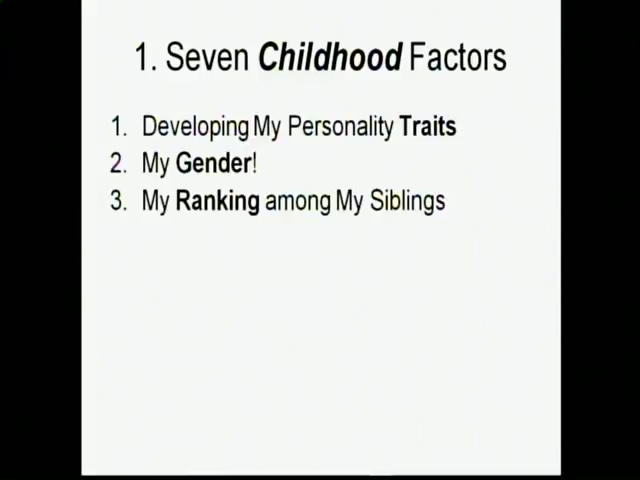 1. Seven Childhood Factors
1. Developing My Personality Traits
2. My Gender!
3. My Ranking among My Siblings